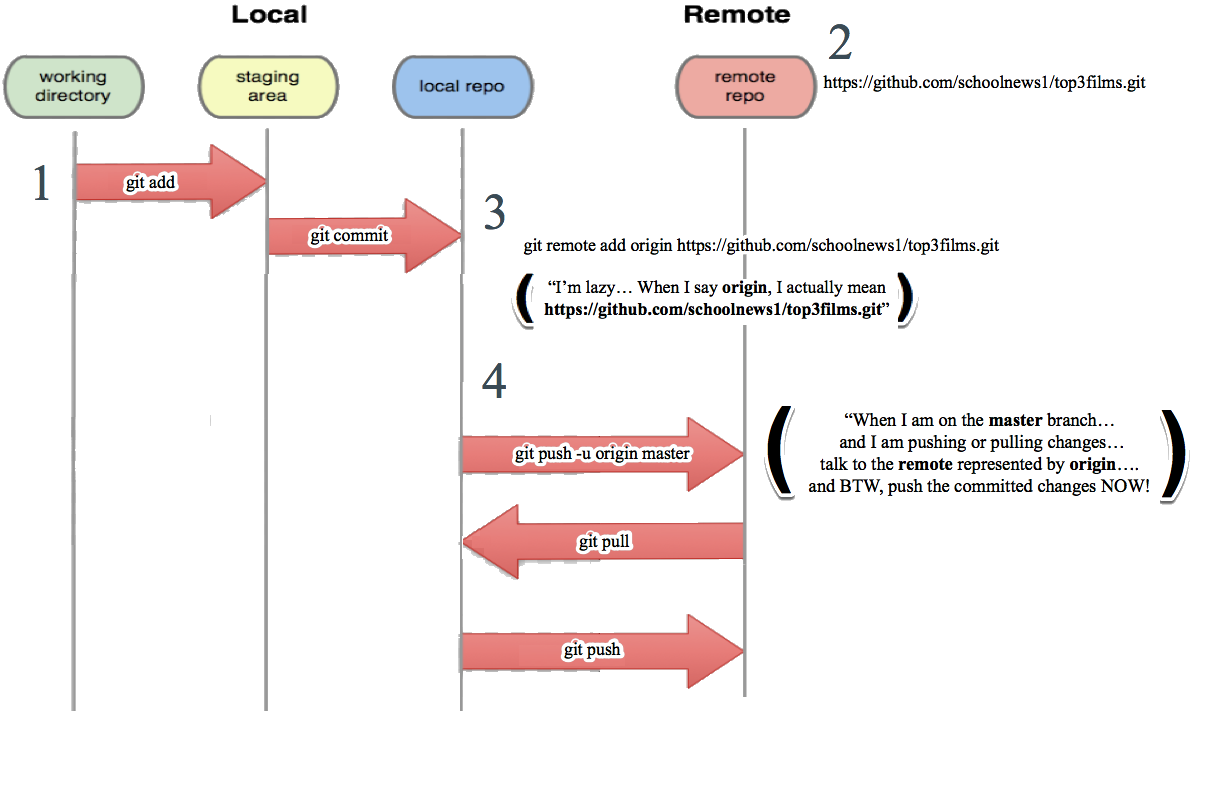 Local
Remote
2
working
directory
staging
area
local repo
remote
repo
https://github.com/schoolnews1/top3films.git
1
git add
3
git commit
git remote add origin https://github.com/schoolnews1/top3films.git
(“I’m lazy… When I say origin, I actually mean
https://github.com/schoolnews1/top3films.git”)
4
git push -u origin master
(“When I am on the master branch…
and I am pushing or pulling changes…
talk to the remote represented by origin….
and BTW, push the committed changes NOW!)
git pull
git push